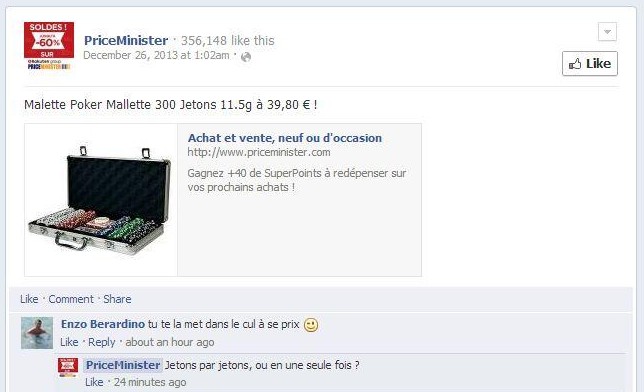 SOLDES !
JUSQU'À
-60%
SUR
PriceMinister · 356,148 like this
December 26, 2013 at 1:02am ·
Like
Malette Poker Mallette 300 Jetons 11.5g à 39,80 € !
Achat et vente, neuf ou d'occasion
http://www.priceminister.com
Gagnez +40 de SuperPoints à redépenser sur
vos prochains achats !
Like · Comment · Share
Enzo Berardino tu te la met dans le cul à se prix
Like · Reply · about an hour ago
PriceMinister Jetons par jetons, ou en une seule fois ?
Like · 24 minutes ago